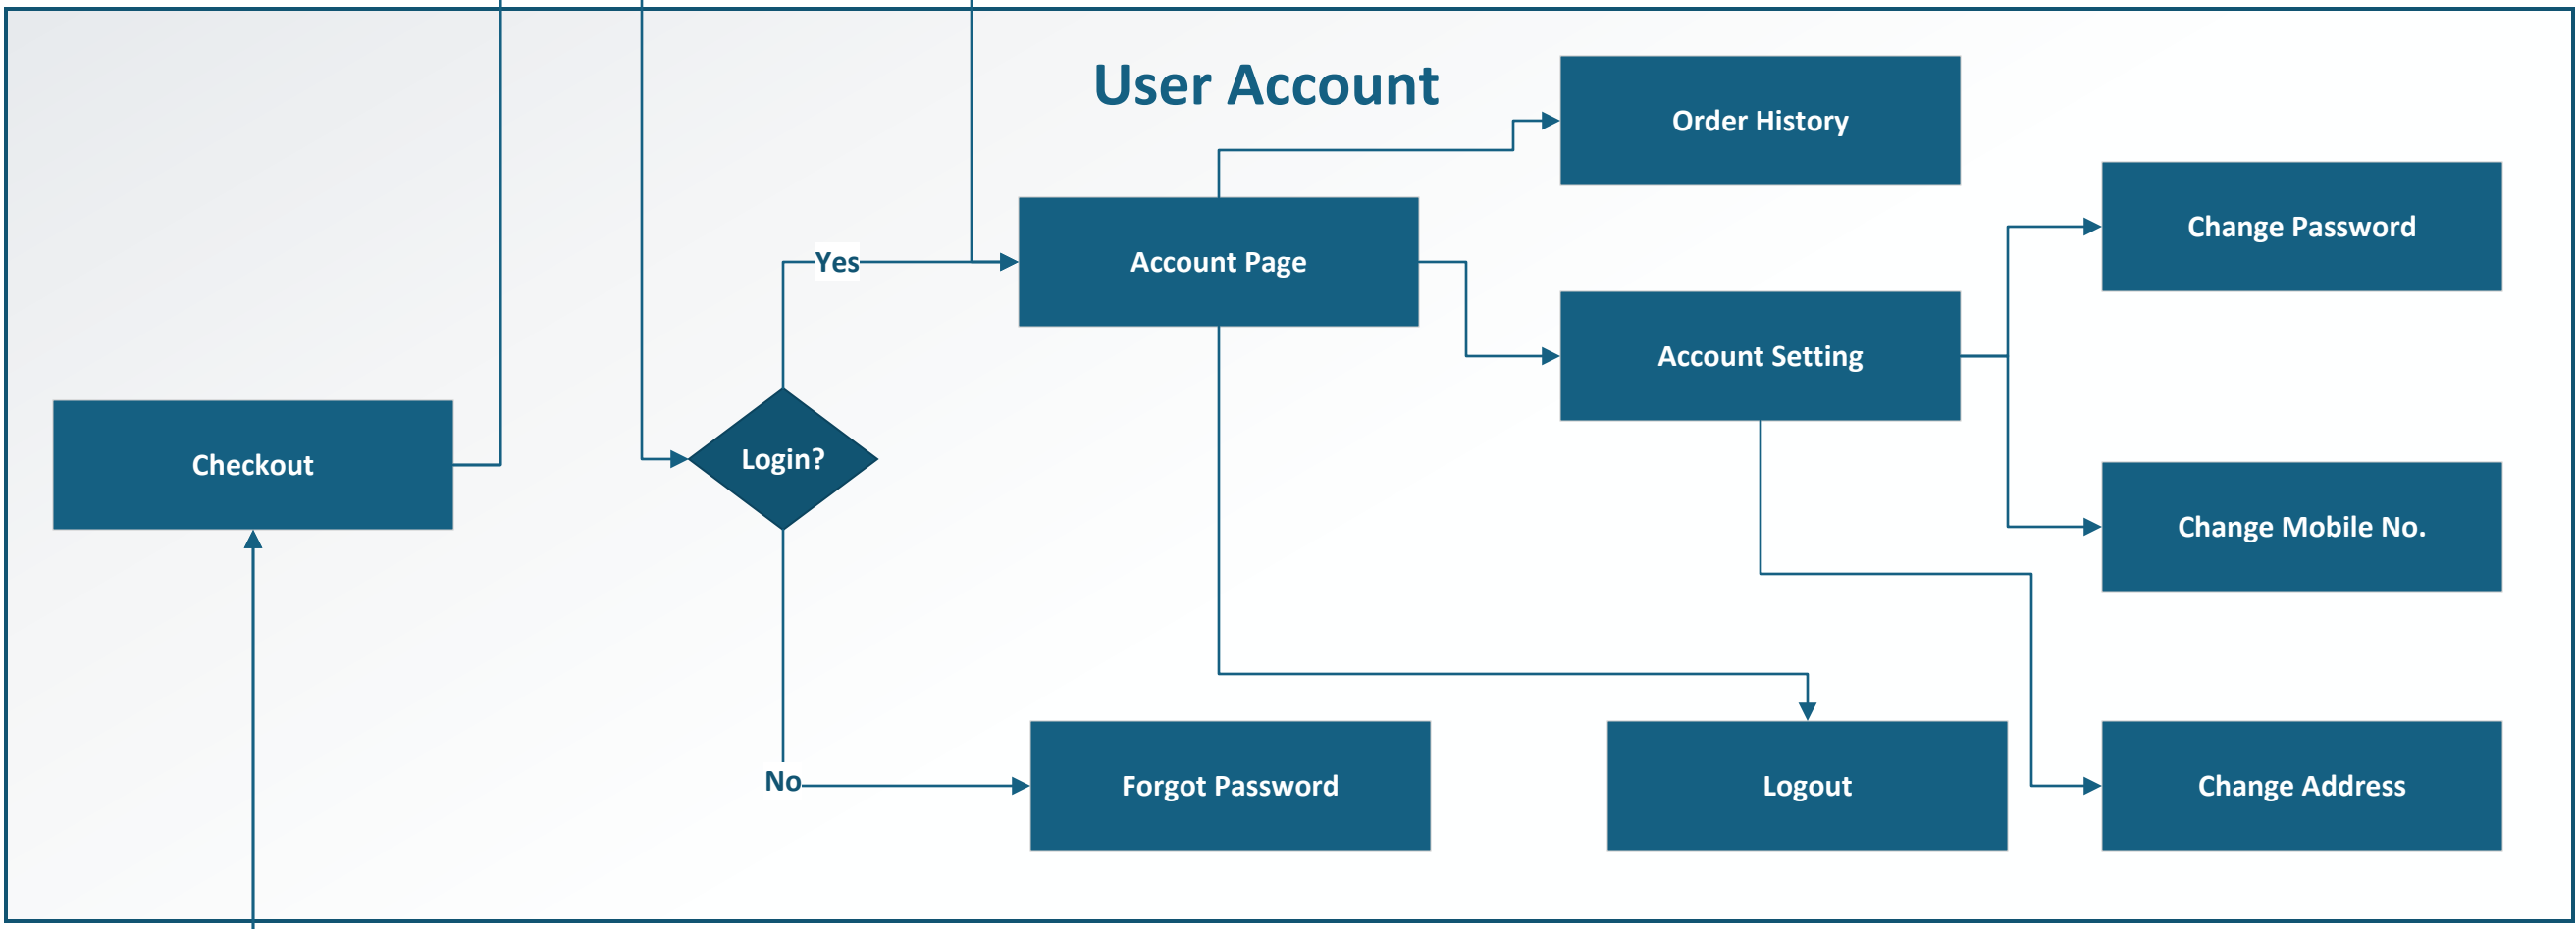 User Account
Order History
Change Password
Yes
Account Page
Account Setting
Checkout
Login?
Change Mobile No.
No
Forgot Password
Logout
Change Address